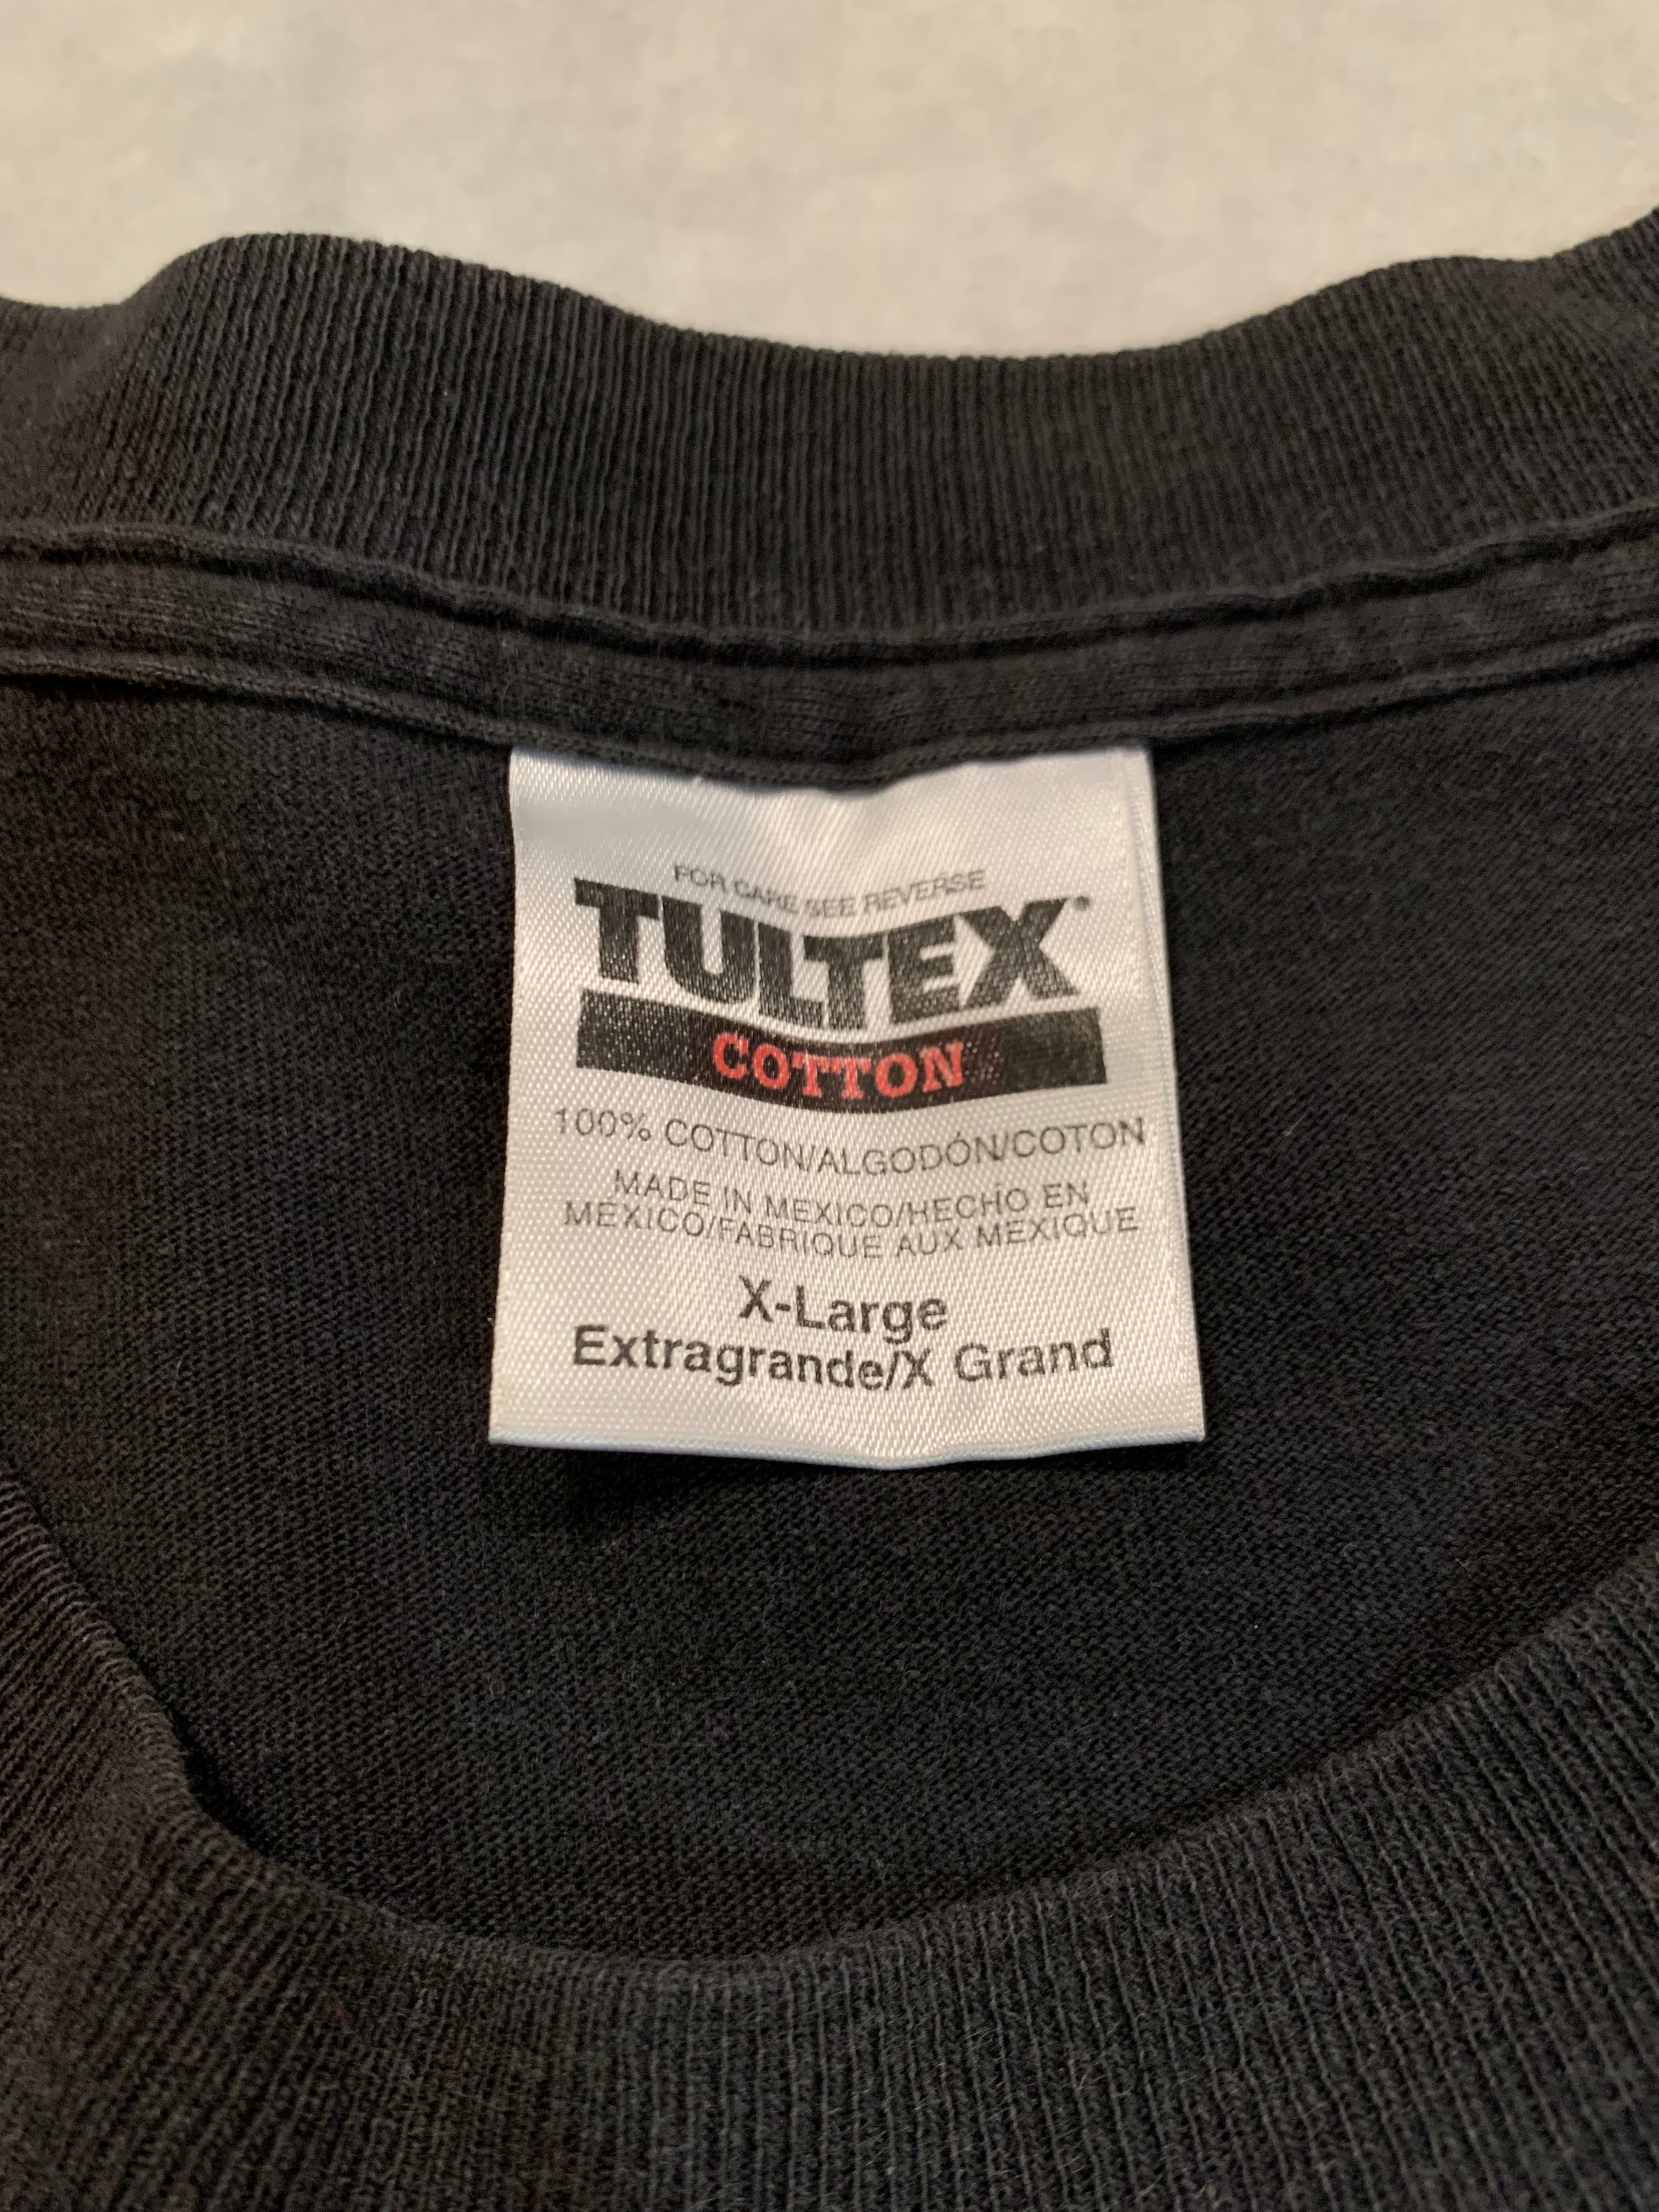 FOR CARE SEE REVERSE
TULTEX®
COTTON
100% COTTON/ALGODÓN/COTON
MADE IN MEXICO/HECHO EN
MEXICO/FABRIQUE AUX MEXIQUE
X-Large
Extragrande/X Grand